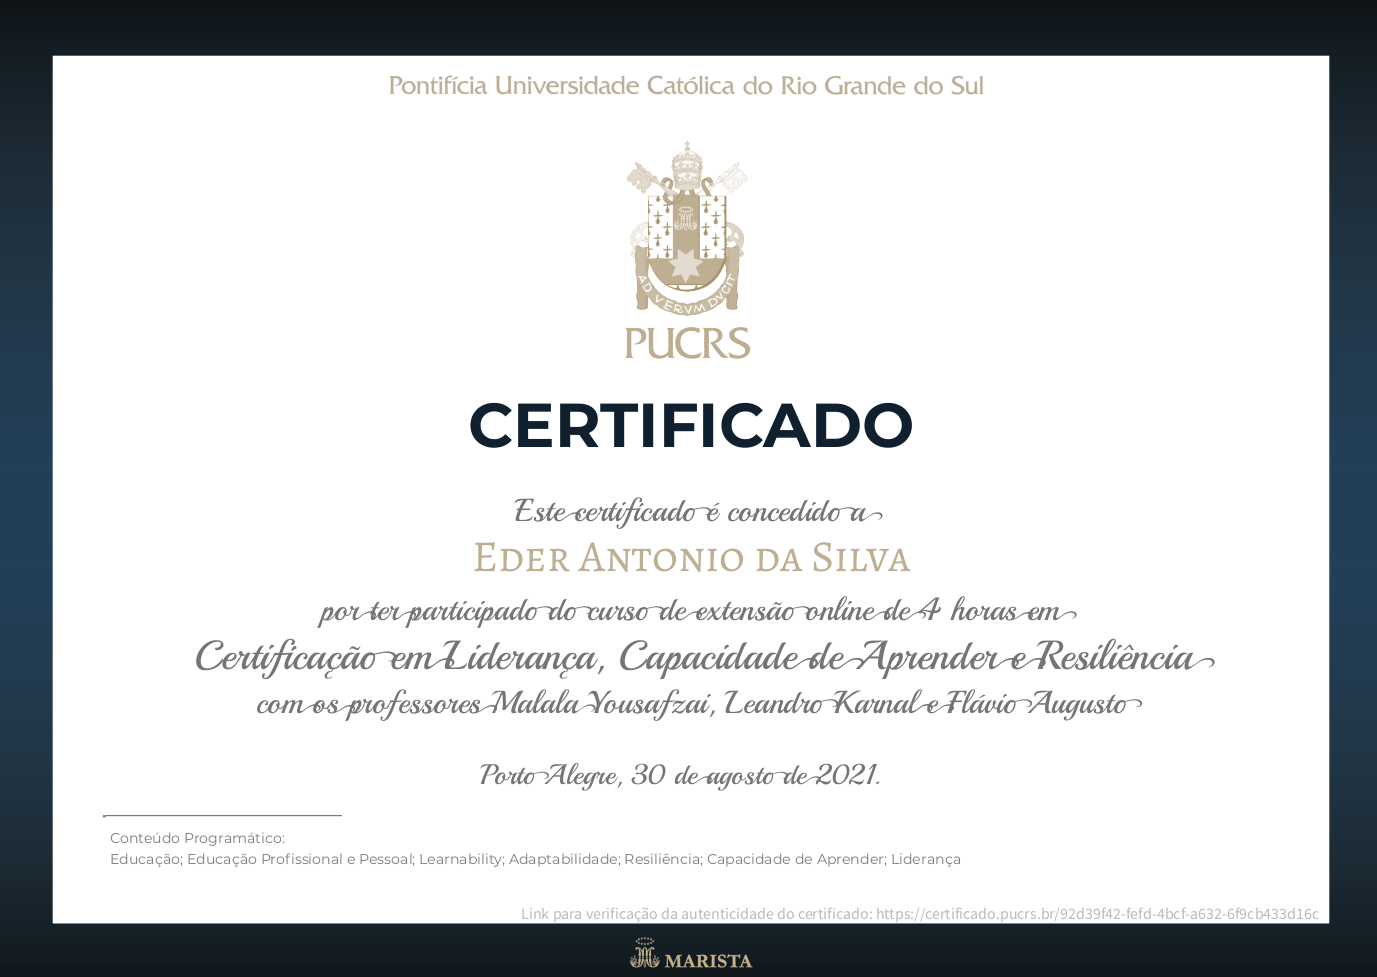 Pontifícia Universidade Católica do Rio Grande do Sul
AD VERVM DVCIT
PUCRS
CERTIFICADO
Este certificado é concedido a
Eder Antonio da Silva
por ter participado do curso de extensão online de 4 horas em
Certificação em Liderança, Capacidade de Aprender e Resiliência
com os professores Malala Yousafzai, Leandro Karnal e Flávio Augusto
Porto Alegre, 30 de agosto de 2021.
Conteúdo Programático:
Educação; Educação Profissional e Pessoal; Learnability; Adaptabilidade; Resiliência; Capacidade de Aprender; Liderança
Link para verificação da autenticidade do certificado: https://certificado.pucrs.br/92d39f42-fefd-4bcf-a632-6f9cb433d16c
MARISTA